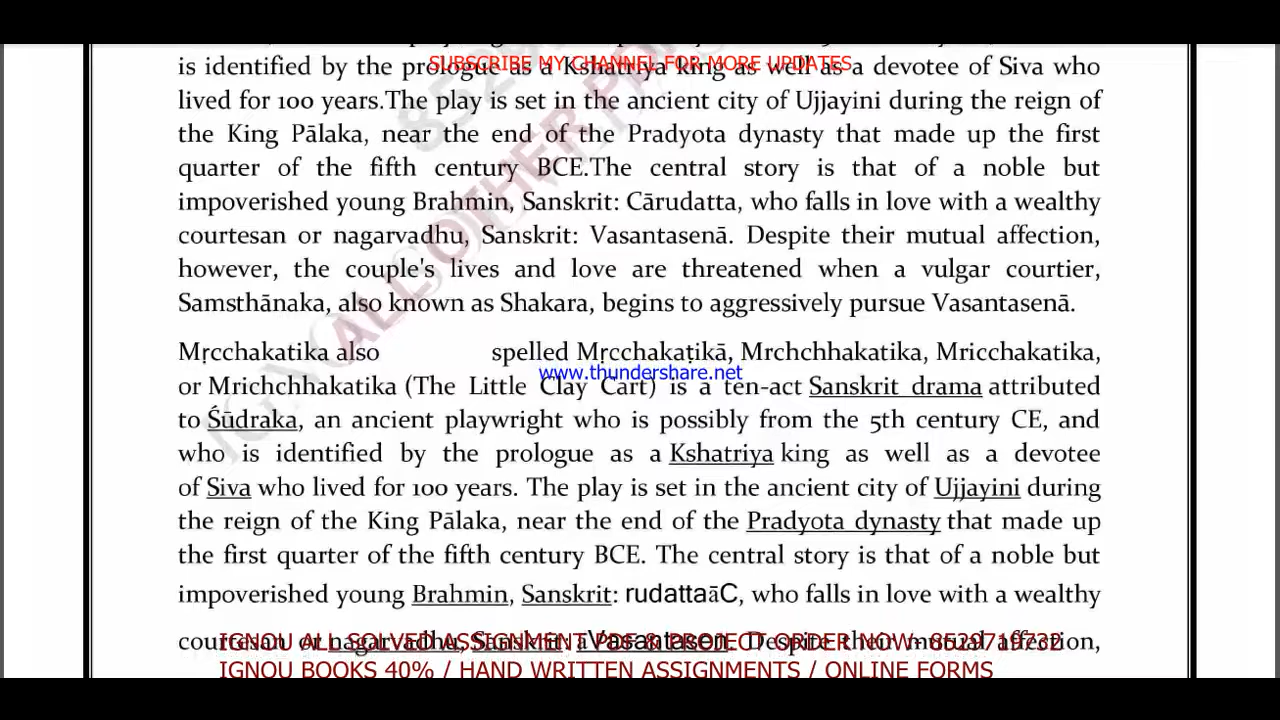 SUBSCRIBE MY CHANNEL FOR MORE UPDATES
is identified by the prologue as a Kshatriya king as well as a devotee of Siva who
lived for 100 years.The play is set in the ancient city of Ujjayini during the reign of
the King Pālaka, near the end of the Pradyota dynasty that made up the first
quarter of the fifth century BCE.The central story is that of a noble but
impoverished young Brahmin, Sanskrit: Cārudatta, who falls in love with a wealthy
courtesan or nagarvadhu, Sanskrit: Vasantasenā. Despite their mutual affection,
however, the couple's lives and love are threatened when a vulgar courtier,
Samsthānaka, also known as Shakara, begins to aggressively pursue Vasantasenā.
Mṛcchakatika also spelled Mṛcchakaṭikā, Mrchchhakatika, Mricchakatika,
www.thundershare.net
or Mrichchhakatika (The Little Clay Cart) is a ten-act Sanskrit drama attributed
to Śūdraka, an ancient playwright who is possibly from the 5th century CE, and
who is identified by the prologue as a Kshatriya king as well as a devotee
of Siva who lived for 100 years. The play is set in the ancient city of Ujjayini during
the reign of the King Pālaka, near the end of the Pradyota dynasty that made up
the first quarter of the fifth century BCE. The central story is that of a noble but
impoverished young Brahmin, Sanskrit: rudattaāC, who falls in love with a wealthy
courtesan or nagarvadhu, Sanskrit: āVasantasen. Despite their mutual affection,
IGNOU ALL SOLVED ASSIGNMENT PDF & PROJECT ORDER NOW- 8529719732
IGNOU BOOKS 40% / HAND WRITTEN ASSIGNMENTS / ONLINE FORMS